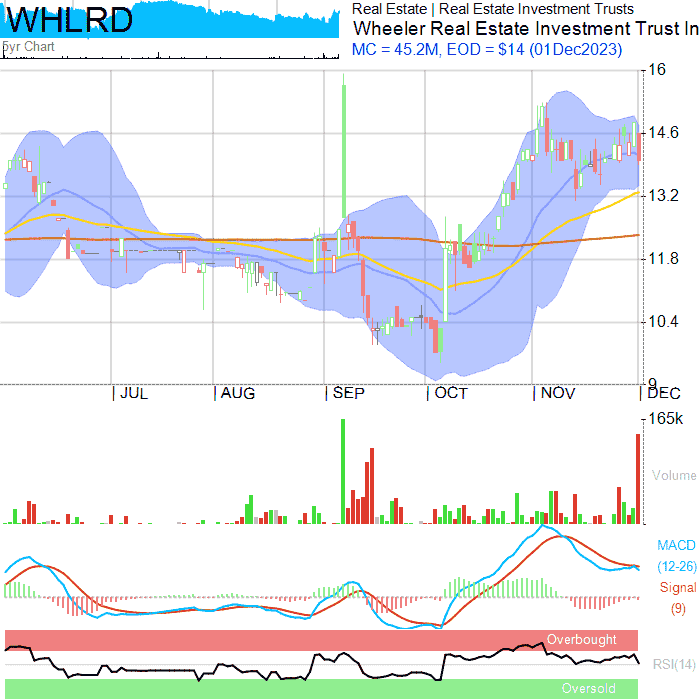 WHLRD
Real Estate | Real Estate Investment Trusts
Wheeler Real Estate Investment Trust In
MC = 45.2M, EOD = $14 (01Dec2023)
5yr Chart
16
14.6
13.2
11.8
10.4
9
JUL AUG SEP OCT NOV DEC
165k
Volume
MACD
(12-26)
Signal
(9)
Overbought
RSI(14)
Oversold